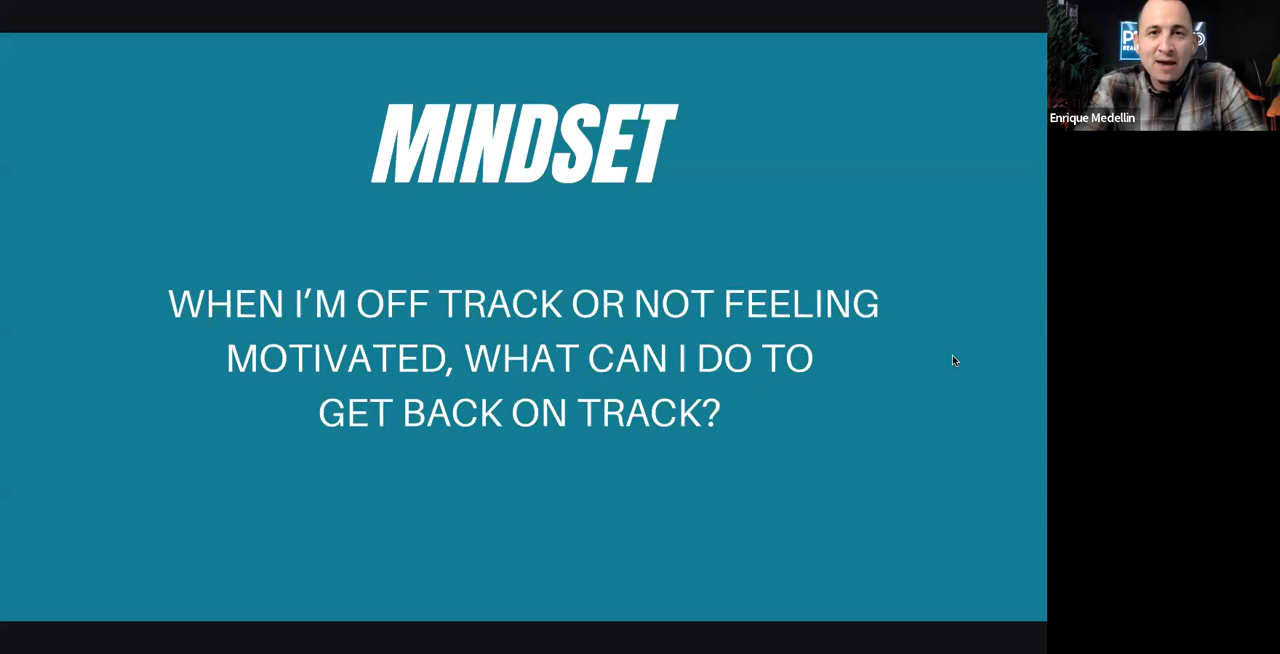 MINDSET
WHEN I'M OFF TRACK OR NOT FEELING
MOTIVATED, WHAT CAN I DO TO
GET BACK ON TRACK?
Enrique Medellin